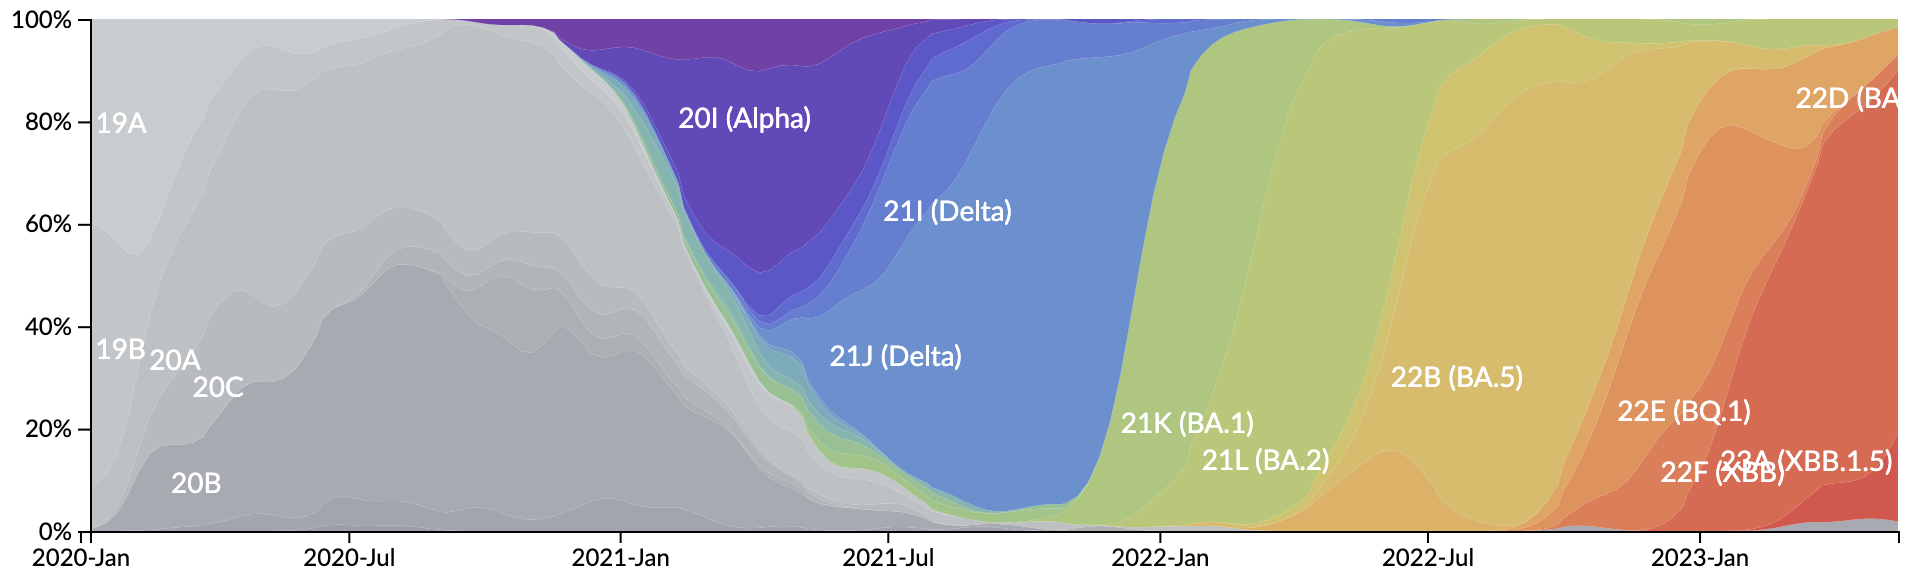 100%
80%
60%
40%
20%
0%
19A
19B
20A
20C
20B
20I (Alpha)
21I (Delta)
21J (Delta)
21K (BA.1)
21L (BA.2)
22B (BA.5)
22D (BA
22E (BQ.1)
22F (XBB)
23A (XBB.1.5)
2020-Jan
2020-Jul
2021-Jan
2021-Jul
2022-Jan
2022-Jul
2023-Jan